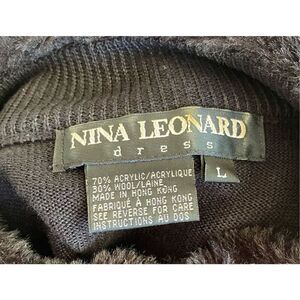 NINA LEONARD
dress
L
70% ACRYLIC/ACRYLIQUE
30% WOOL/LAINE
MADE IN HONG KONG
FABRIQUÉ À HONG KONG
SEE REVERSE FOR CARE
INSTRUCTIONS AU DOS